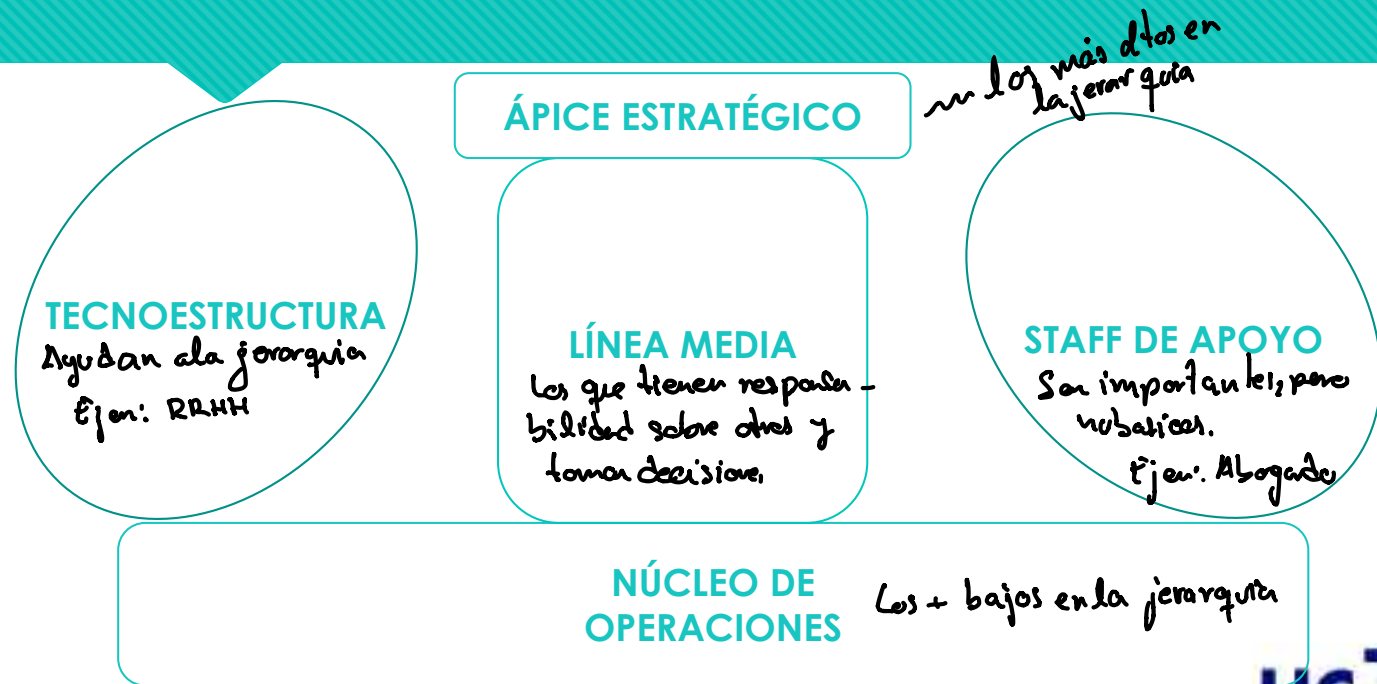 ÁPICE ESTRATÉGICO
los más altos en
la jerarquía
TECNOESTRUCTURA
Ayudan a la jerarquia
Ejem: RRHH
LÍNEA MEDIA
Los que tienen responsa-
bilidad sobre otros y
toman decisiones
STAFF DE APOYO
Son importantes, pero
no basicos.
Ejem: Abogado
NÚCLEO DE
OPERACIONES
Los + bajos en la jerarquía